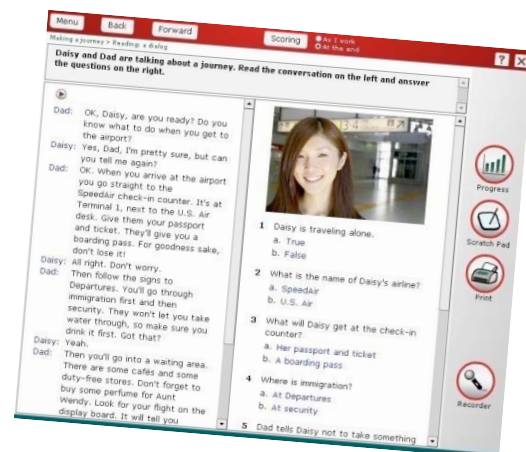 Menu
Back
Forward
Scoring
As I work
At the end
?
X
Making a journey > Reading: a dialog
Daisy and Dad are talking about a journey. Read the conversation on the left and answer
the questions on the right.
Dad: OK, Daisy, are you ready? Do you
know what to do when you get to
the airport?
Daisy: Yes, Dad, I'm pretty sure, but can
you tell me again?
Dad: OK. When you arrive at the airport
you go straight to the
SpeedAir check-in counter. It's at
Terminal 1, next to the U.S. Air
desk. Give them your passport
and ticket. They'll give you a
boarding pass. For goodness sake,
don't lose it!
Daisy: All right. Don't worry.
Dad: Then follow the signs to
Departures. You'll go through
immigration first and then
security. They won't let you take
water through, so make sure you
drink it first. Got that?
Daisy: Yeah.
Dad: Then you'll go into a waiting area.
There are some cafés and some
duty-free stores. Don't forget to
buy some perfume for Aunt
Wendy. Look for your flight on the
display board. It will tell you
1 Daisy is traveling alone.
a. True
b. False
2 What is the name of Daisy's airline?
a. SpeedAir
b. U.S. Air
3 What will Daisy get at the check-in
counter?
a. Her passport and ticket
b. A boarding pass
4 Where is immigration?
a. At Departures
b. At security
5 Dad tells Daisy not to take something
Progress
Scratch Pad
Print
Recorder